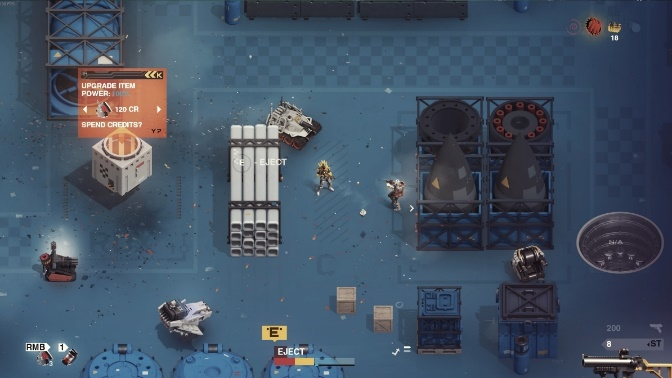 18
K
UPGRADE ITEM
POWER:
120 CR
SPEND CREDITS?
Y?
E - EJECT
N/A
C
200
8 <ST
RMB 1
"E"
EJECT